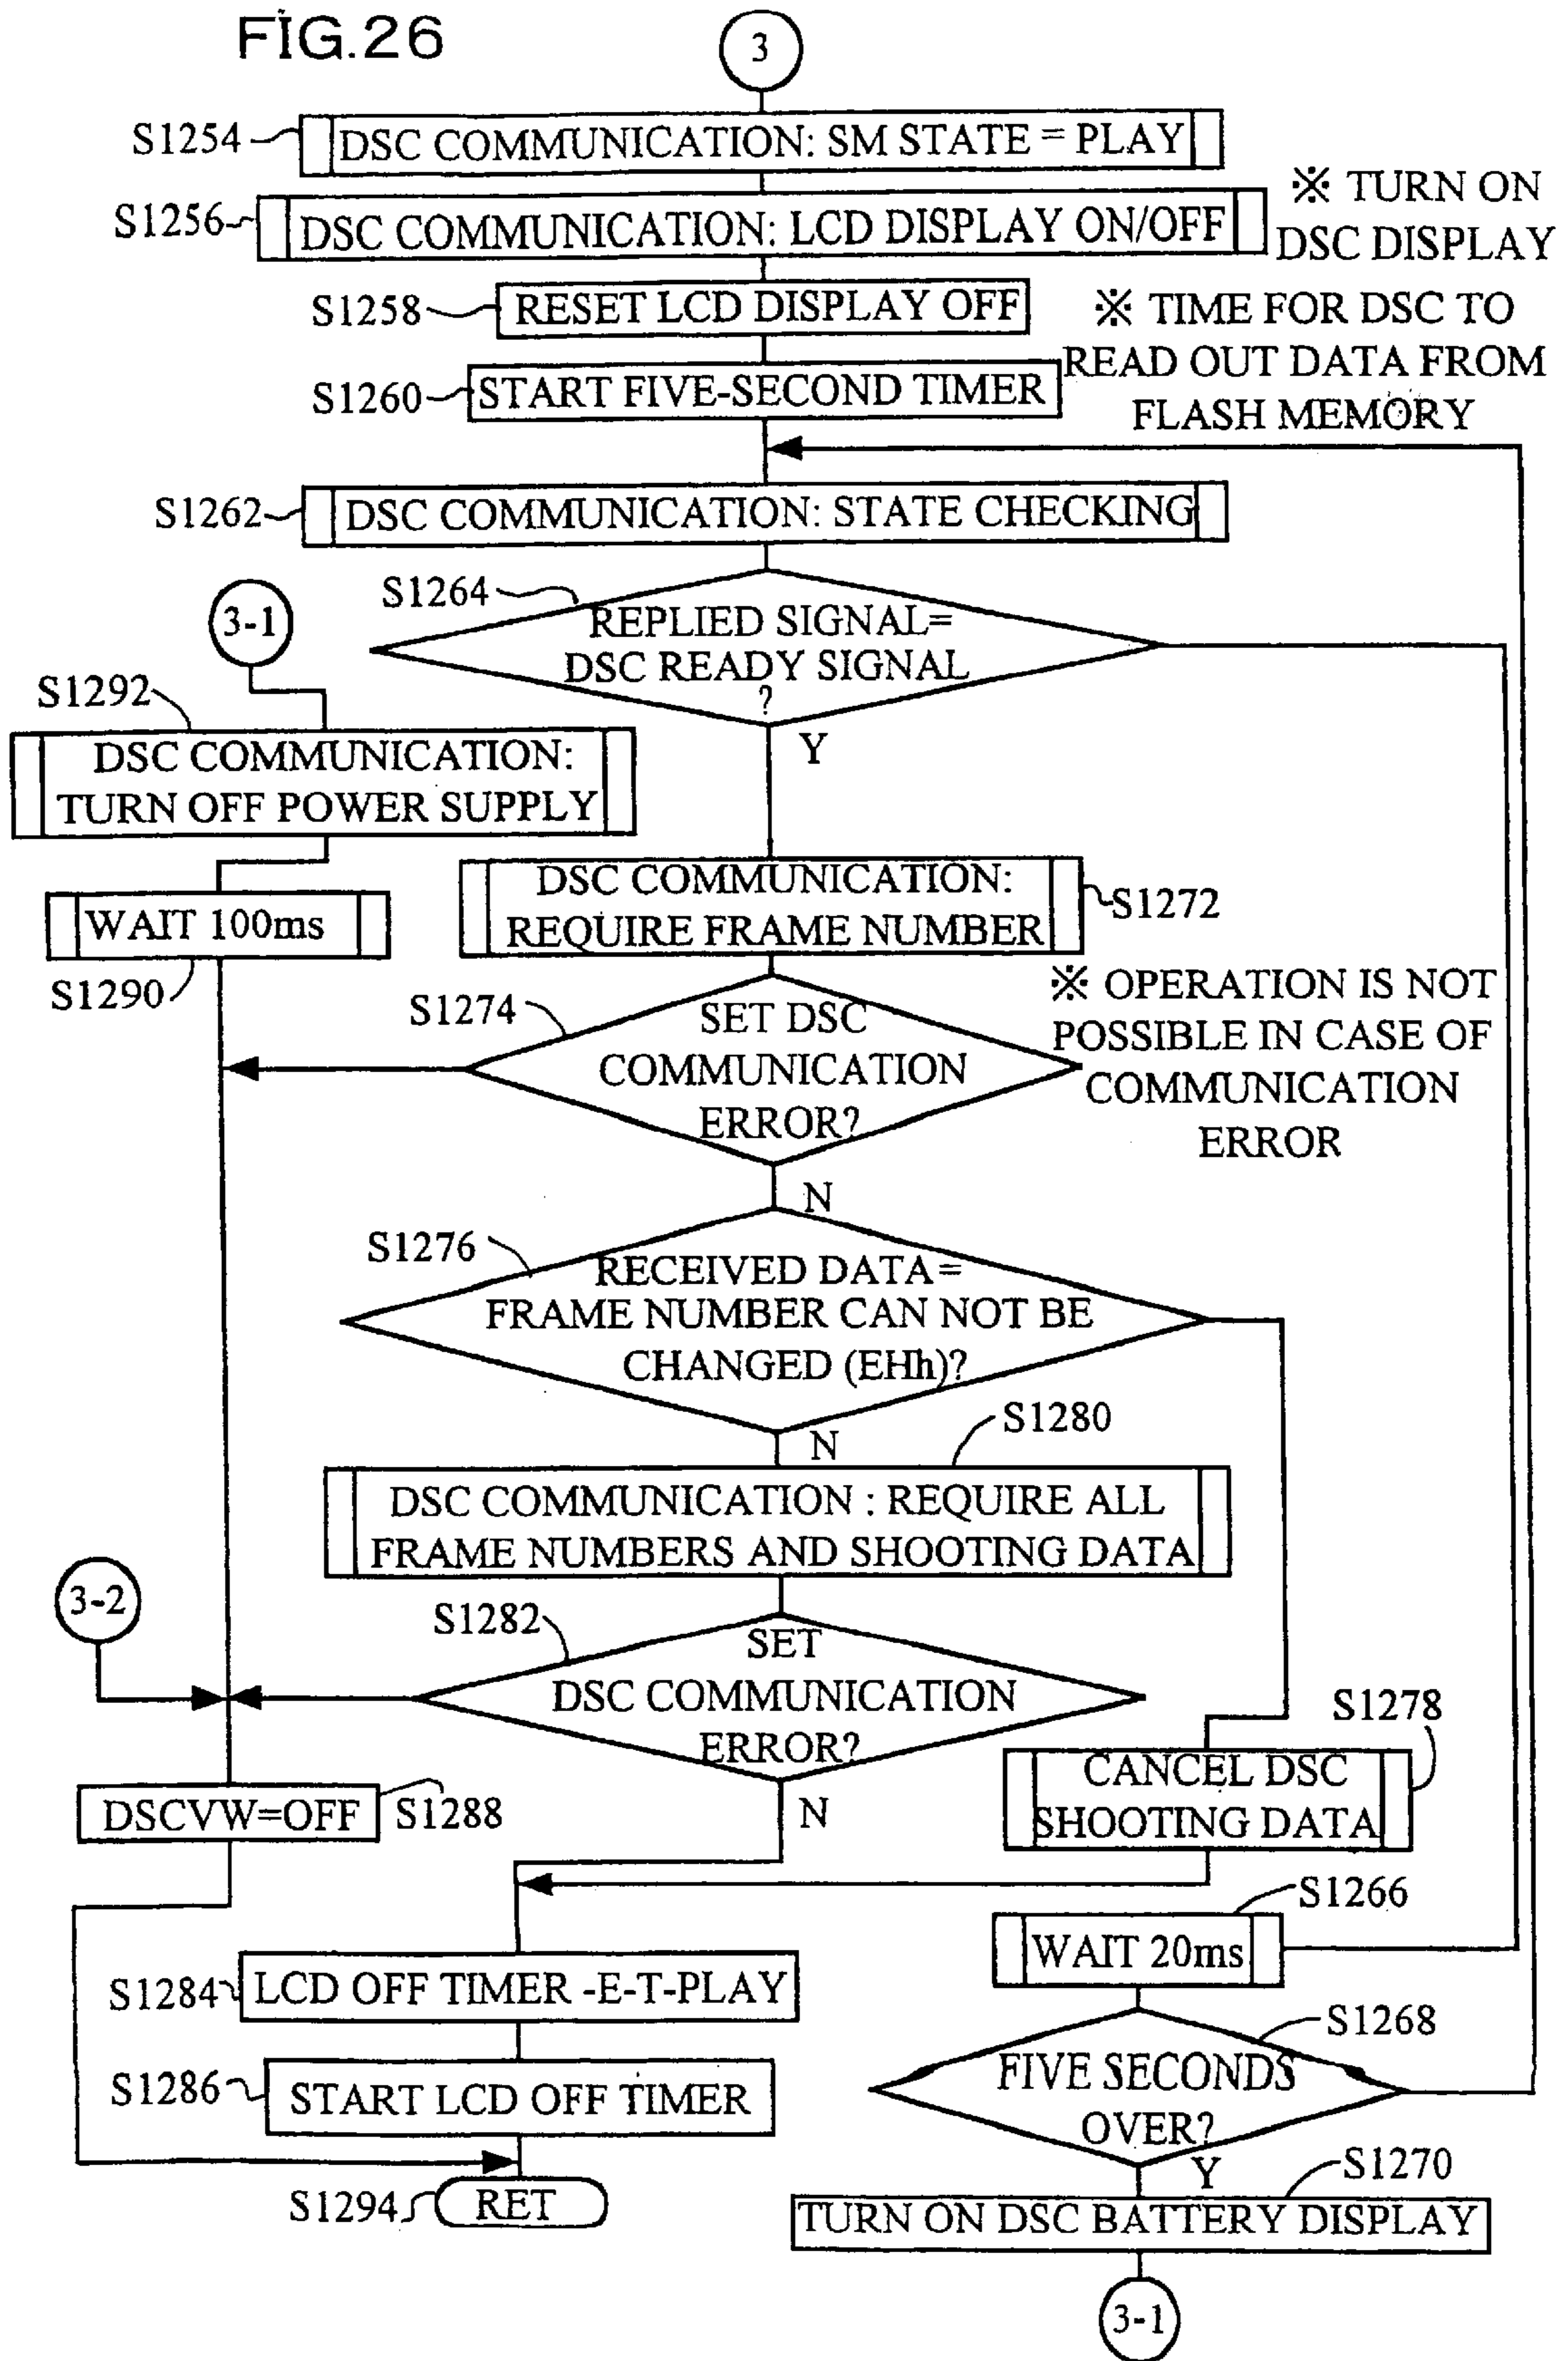 FIG.26
3
S1254
DSC COMMUNICATION: SM STATE = PLAY
S1256
DSC COMMUNICATION: LCD DISPLAY ON/OFF
※ TURN ON
DSC DISPLAY
S1258
RESET LCD DISPLAY OFF
S1260
START FIVE-SECOND TIMER
※ TIME FOR DSC TO
READ OUT DATA FROM
FLASH MEMORY
S1262
DSC COMMUNICATION: STATE CHECKING
S1264
REPLIED SIGNAL=
DSC READY SIGNAL
?
Y
3-1
S1292
DSC COMMUNICATION:
TURN OFF POWER SUPPLY
WAIT 100ms
S1290
DSC COMMUNICATION:
REQUIRE FRAME NUMBER
S1272
S1274
SET DSC
COMMUNICATION
ERROR?
※ OPERATION IS NOT
POSSIBLE IN CASE OF
COMMUNICATION
ERROR
N
S1276
RECEIVED DATA=
FRAME NUMBER CAN NOT BE
CHANGED (EHh)?
N
S1280
DSC COMMUNICATION : REQUIRE ALL
FRAME NUMBERS AND SHOOTING DATA
3-2
S1282
SET
DSC COMMUNICATION
ERROR?
N
S1278
CANCEL DSC
SHOOTING DATA
DSCVW=OFF
S1288
S1266
WAIT 20ms
S1284
LCD OFF TIMER -E-T-PLAY
S1268
FIVE SECONDS
OVER?
Y
S1286
START LCD OFF TIMER
S1270
TURN ON DSC BATTERY DISPLAY
S1294
RET
3-1